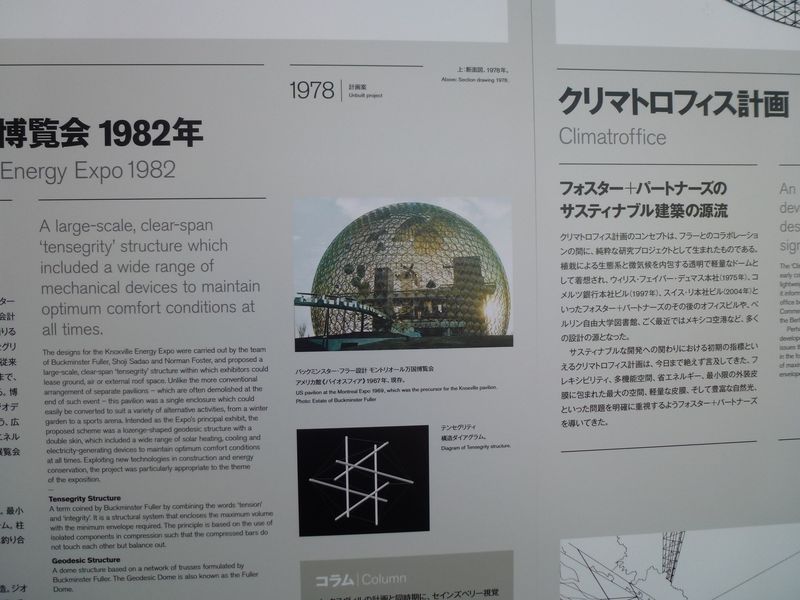 博覧会 1982年
Energy Expo 1982
A large-scale, clear-span
‘tensegrity’ structure which
included a wide range of
mechanical devices to maintain
optimum comfort conditions at
all times.
The designs for the Knoxville Energy Expo were carried out by the team
of Buckminster Fuller, Shoji Sadao and Norman Foster, and proposed a
large-scale, clear-span ‘tensegrity’ structure within which exhibitors could
lease ground, air or external roof space. Unlike the more conventional
arrangement of separate pavilions – which are often demolished at the
end of such event – this pavilion was a single enclosure which could
easily be converted to suit a variety of alternative activities, from a winter
garden to a sports arena. Intended as the Expo's principal exhibit, the
proposed scheme was a lozenge-shaped geodesic structure with a
double skin, which included a wide range of solar heating, cooling and
electricity-generating devices to maintain optimum comfort conditions
at all times. Exploiting new technologies in construction and energy
conservation, the project was particularly appropriate to the theme
of the exposition.
Tensegrity Structure
A term coined by Buckminster Fuller by combining the words ‘tension’
and ‘integrity’. It is a structural system that encloses the maximum volume
with the minimum envelope required. The principle is based on the use of
isolated components in compression such that the compressed bars do
not touch each other but balance out.
Geodesic Structure
A dome structure based on a network of trusses formulated by
Buckminster Fuller. The Geodesic Dome is also known as the Fuller
Dome.
上：断面図、1978年。
Above: Section drawing 1978.
1978
計画案
Unbuilt project
バックミンスター・フラー設計 モントリオール万国博覧会
アメリカ館《バイオスフィア》1967年、現存。
US pavilion at the Montreal Expo 1969, which was the precursor for the Knoxville pavilion.
Photo: Estate of Buckminster Fuller
テンセグリティ
構造ダイアグラム。
Diagram of Tensegrity structure.
コラム | Column
クリマトロフィス計画
Climatroffice
フォスター＋パートナーズの
サスティナブル建築の源流
クリマトロフィス計画のコンセプトは、フラーとのコラボレーション
の間に、純粋な研究プロジェクトとして生まれたものである。
植栽による生態系と微気候を内包する透明で軽量なドームと
して着想され、ウィリス・フェイバー・デュマス本社（1975年）、コ
メルツ銀行本社ビル（1997年）、スイス・リ本社ビル（2004年）と
いったフォスター＋パートナーズのその後のオフィスビルや、ベ
ルリン自由大学図書館、ごく最近ではメキシコ空港など、多く
の設計の源となった。
サスティナブルな開発への関わりにおける初期の指標とい
えるクリマトロフィス計画は、今日まで絶えず言及してきた、フ
レキシビリティ、多機能空間、省エネルギー、最小限の外装皮
膜に包まれた最大の空間、軽量な皮膜、そして豊富な自然光、
といった問題を明確に重視するようフォスター＋パートナーズ
を導いてきた。